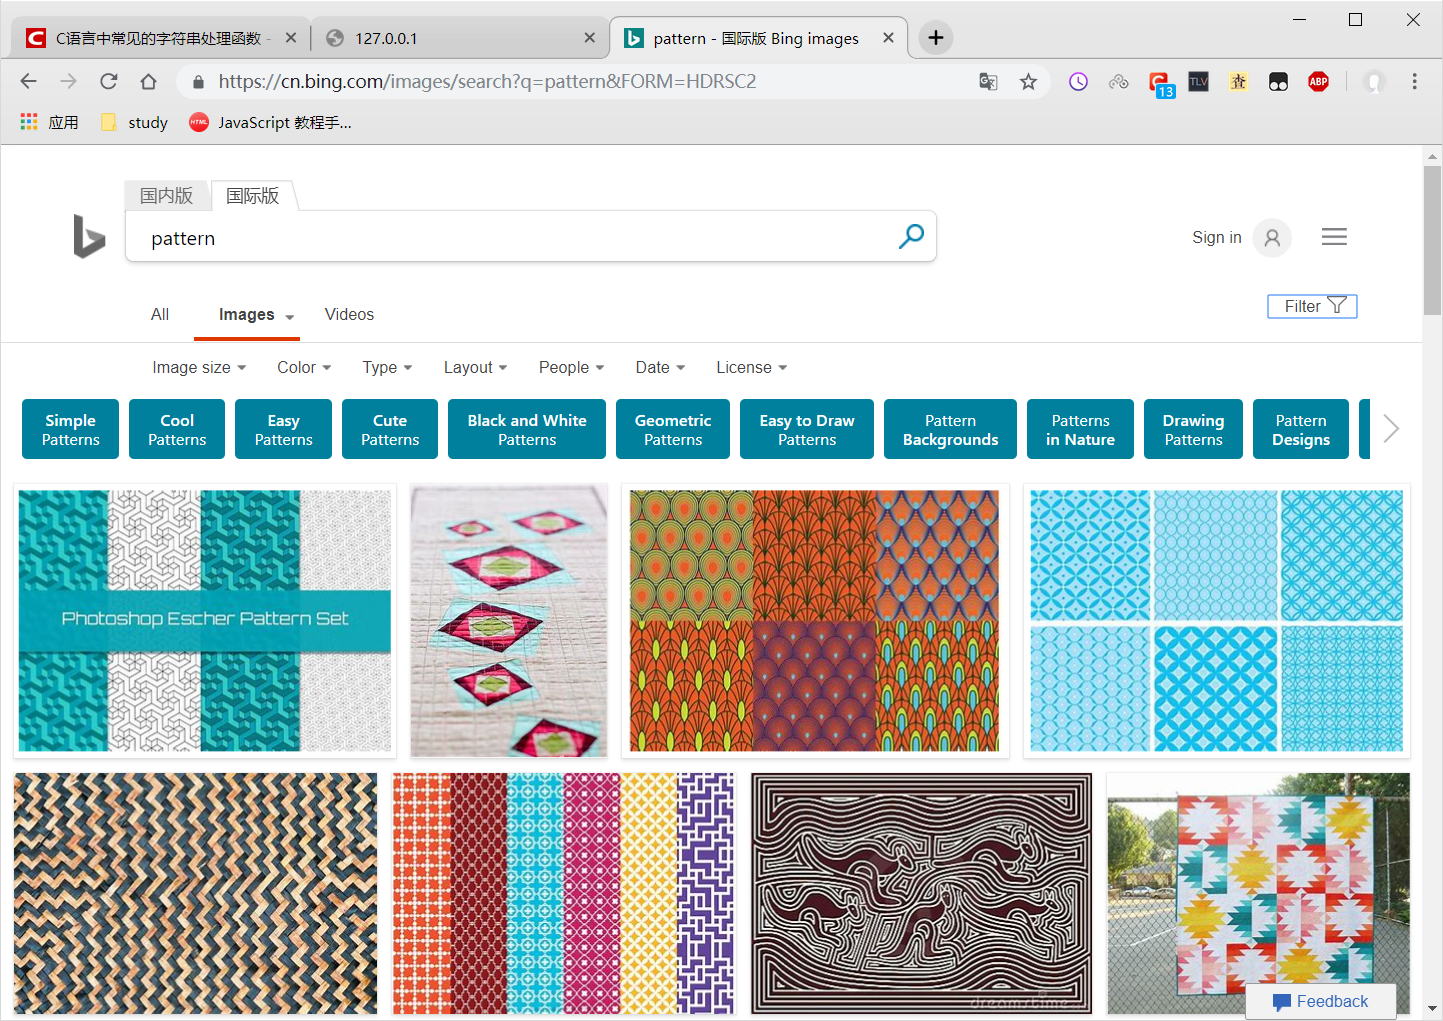 C语言中常见的字符串处理函数 -
127.0.0.1
pattern - 国际版 Bing images
https://cn.bing.com/images/search?q=pattern&FORM=HDRSC2
13
TLV
查
ABP
应用
study
HTML
JavaScript 教程手...
国内版
国际版
pattern
Sign in
All
Images
Videos
Filter
Image size
Color
Type
Layout
People
Date
License
Simple
Patterns
Cool
Patterns
Easy
Patterns
Cute
Patterns
Black and White
Patterns
Geometric
Patterns
Easy to Draw
Patterns
Pattern
Backgrounds
Patterns
in Nature
Drawing
Patterns
Pattern
Designs
Photoshop Escher Pattern Set
dreamstime
Feedback